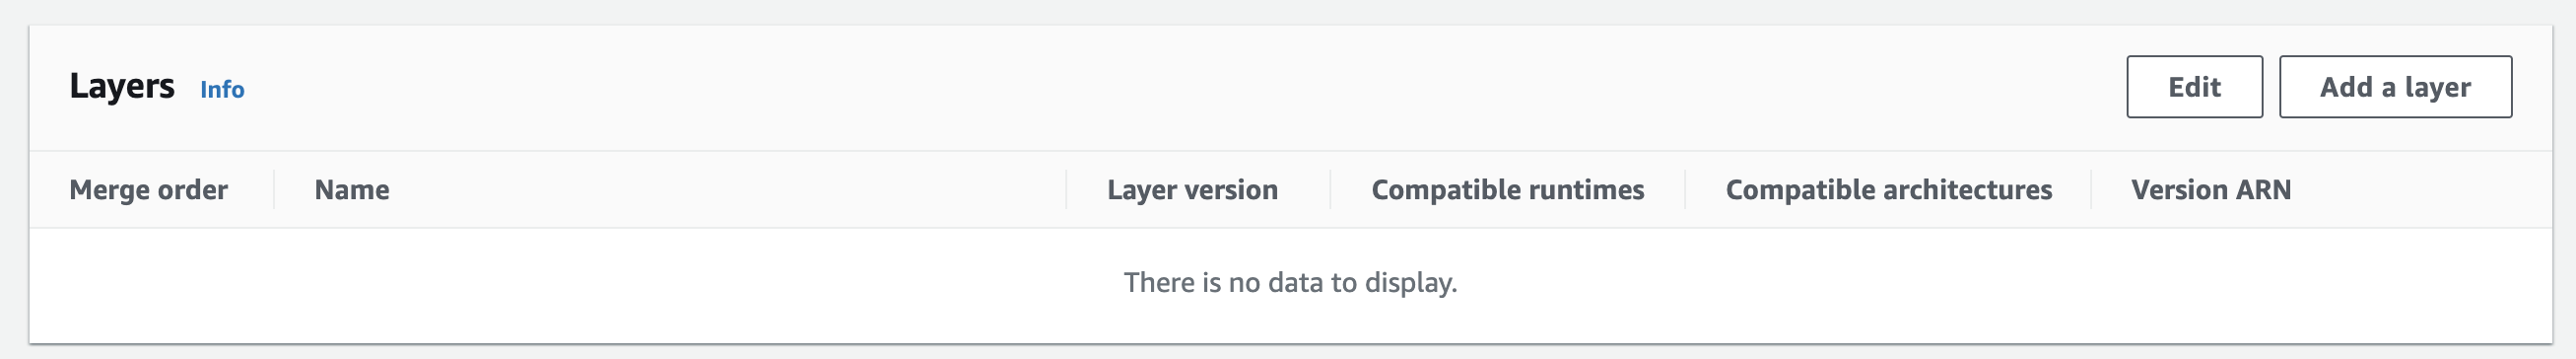 Layers Info Edit Add a layer
Merge order Name Layer version Compatible runtimes Compatible architectures Version ARN
There is no data to display.